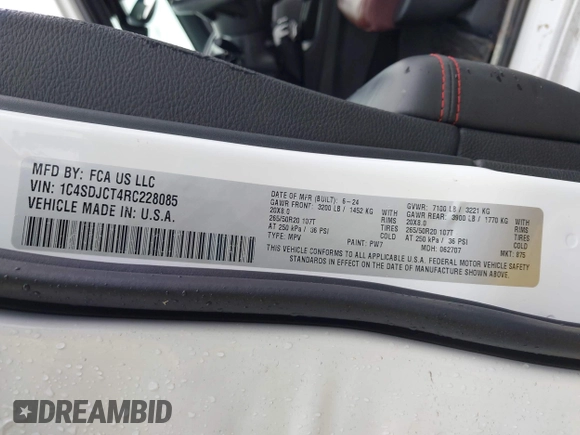 MFD BY: FCA US LLC
VIN: 1C4SDJCT4RC228085
VEHICLE MADE IN: U.S.A.
DATE OF MFR (BUILT): 6-24 GVWR: 7100 LB / 3221 KG
GAWR FRONT: 3200 LB / 1452 KG WITH GAWR REAR: 3900 LB / 1770 KG WITH
20X8.0 RIMS 20X8.0 RIMS
265/50R20 107T TIRES 265/50R20 107T TIRES
AT 250 kPa / 36 PSI COLD AT 250 kPa / 36 PSI COLD
TYPE: MPV PAINT: PW7 MDH: 062707 MKT: 875
THIS VEHICLE CONFORMS TO ALL APPLICABLE U.S.A. FEDERAL MOTOR VEHICLE SAFETY
STANDARDS IN EFFECT ON THE DATE OF MANUFACTURE SHOWN ABOVE.
DREAMBID